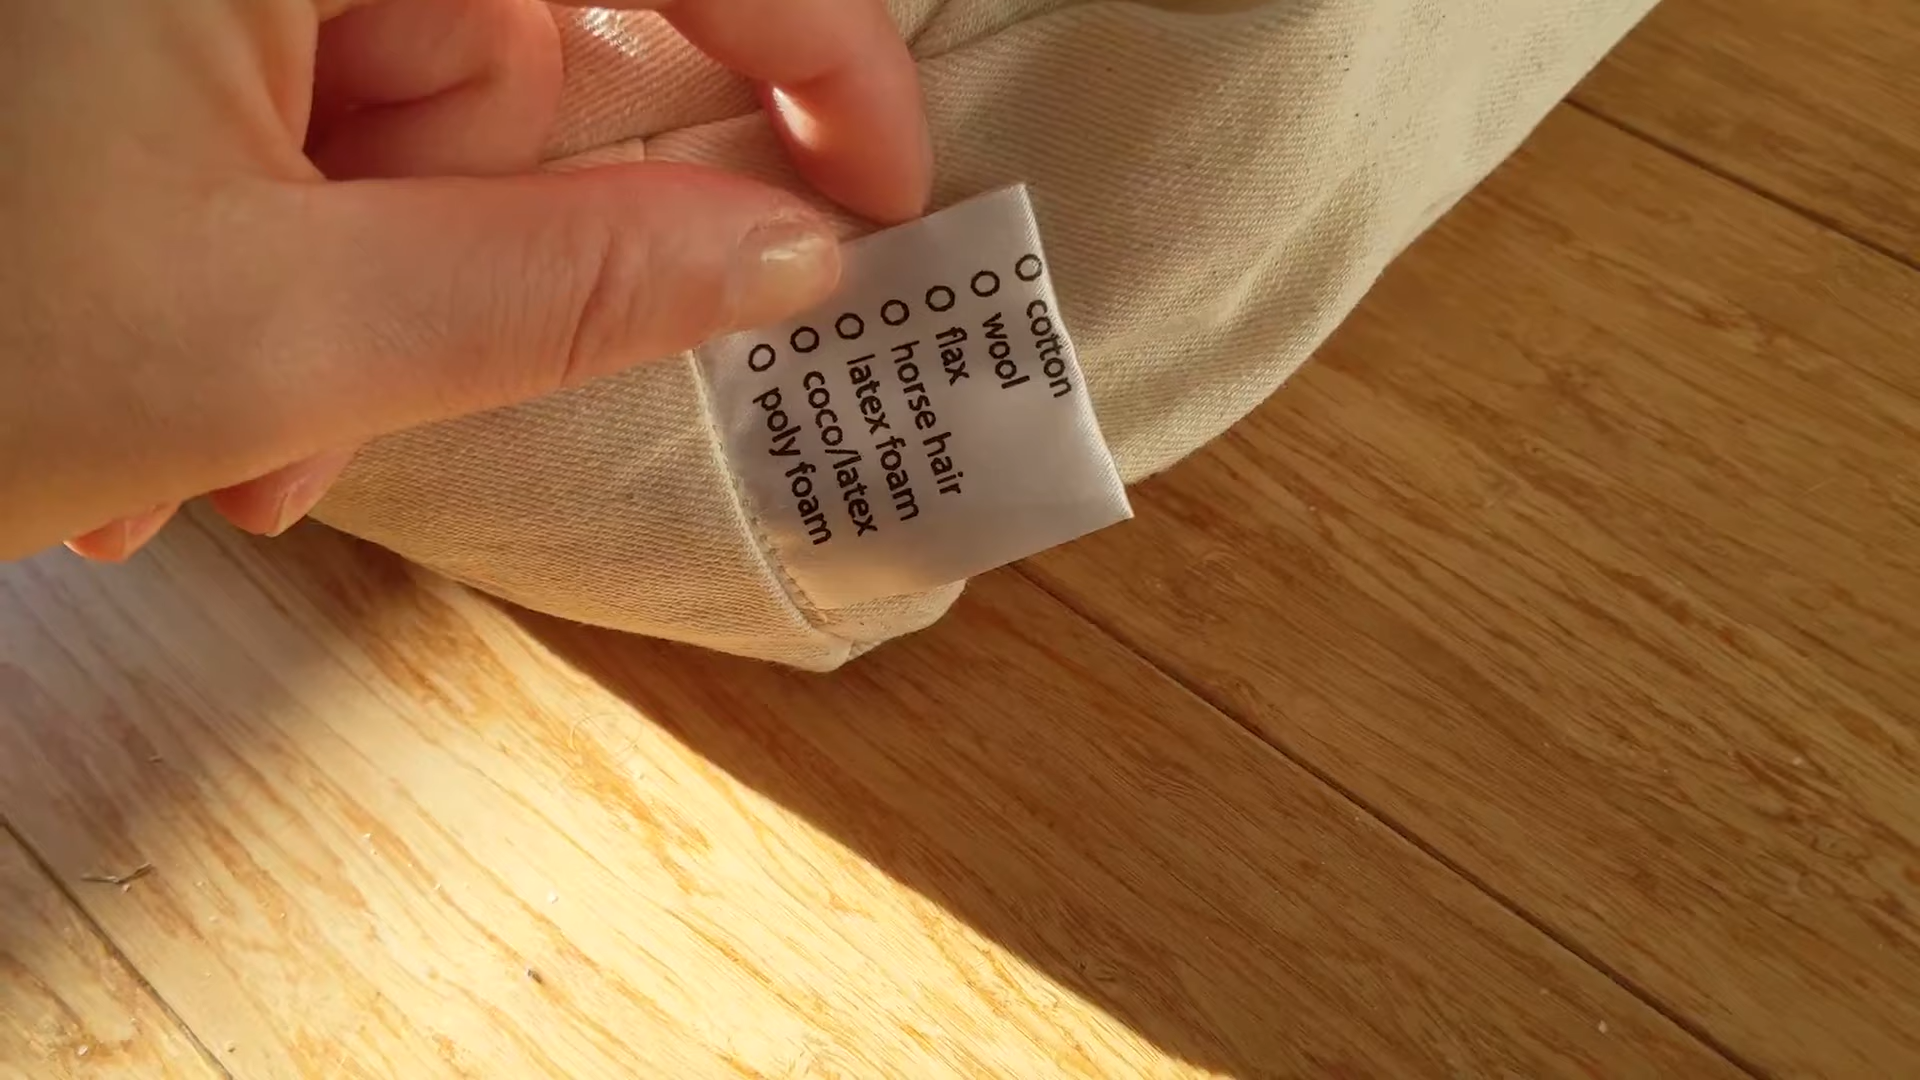 O cotton
O wool
O flax
O horse hair
O latex foam
O coco/latex
O poly foam